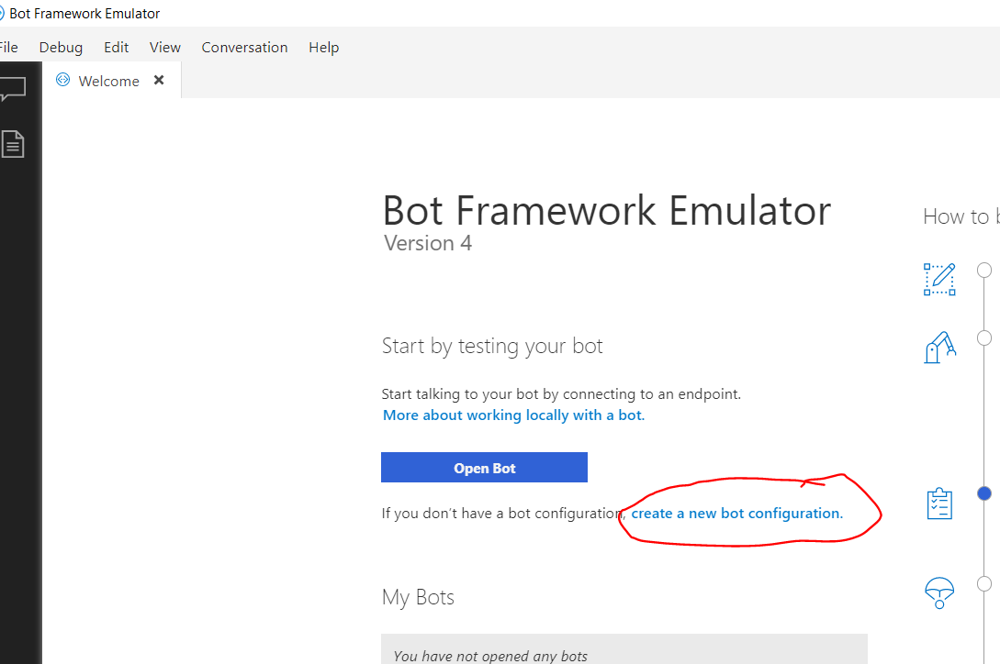 Bot Framework Emulator
File Debug Edit View Conversation Help
Welcome
Bot Framework Emulator
Version 4
How to b
Start by testing your bot
Start talking to your bot by connecting to an endpoint.
More about working locally with a bot.
Open Bot
If you don't have a bot configuration, create a new bot configuration.
My Bots
You have not opened any bots